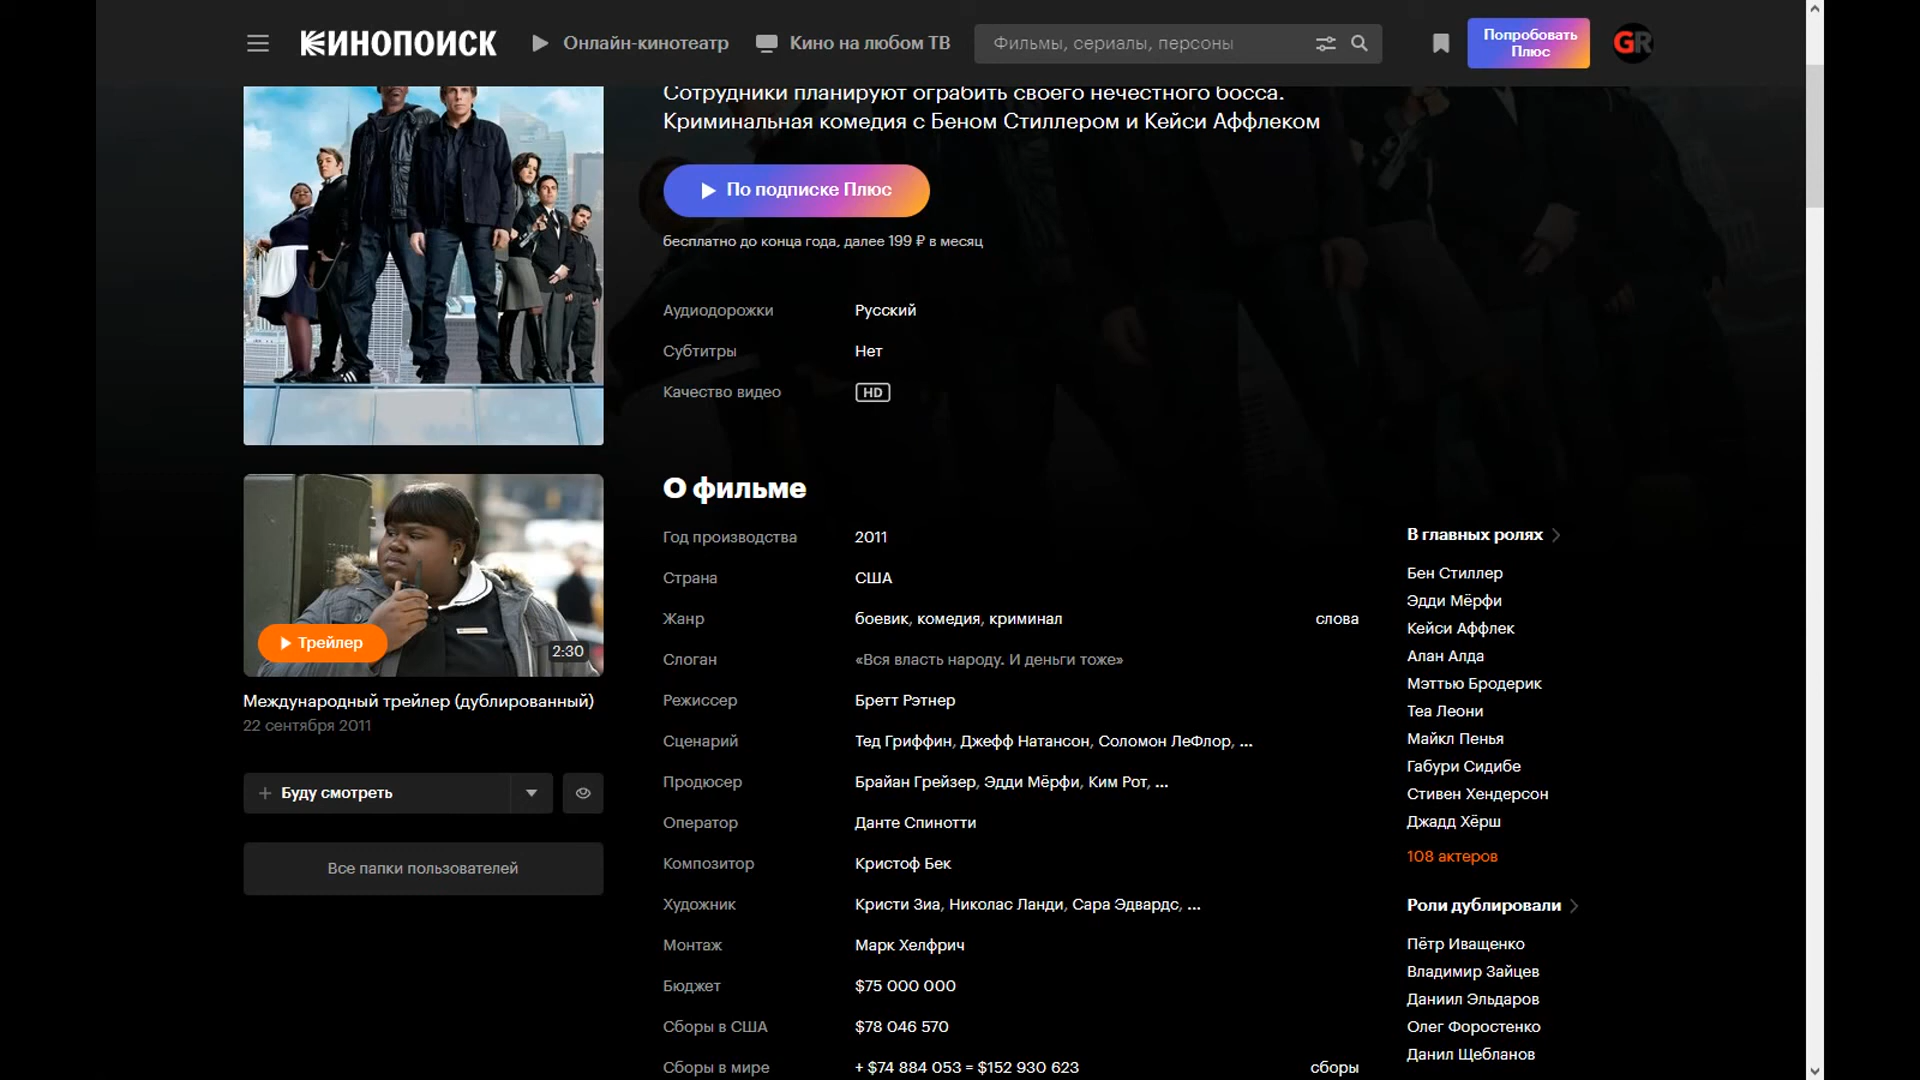 КИНОПОИСК
Онлайн-кинотеатр
Кино на любом ТВ
Фильмы, сериалы, персоны
Попробовать
Плюс
GR
Сотрудники планируют ограбить своего нечестного босса.
Криминальная комедия с Беном Стиллером и Кейси Аффлеком
По подписке Плюс
бесплатно до конца года, далее 199 ₽ в месяц
Аудиодорожки Русский
Субтитры Нет
Качество видео HD
Трейлер
2:30
Международный трейлер (дублированный)
22 сентября 2011
+ Буду смотреть
Все папки пользователей
О фильме
Год производства 2011
Страна США
Жанр боевик, комедия, криминал слова
Слоган «Вся власть народу. И деньги тоже»
Режиссер Бретт Рэтнер
Сценарий Тед Гриффин, Джефф Натансон, Соломон ЛеФлор, ...
Продюсер Брайан Грейзер, Эдди Мёрфи, Ким Рот, ...
Оператор Данте Спинотти
Композитор Кристоф Бек
Художник Кристи Зиа, Николас Ланди, Сара Эдвардс, ...
Монтаж Марк Хелфрич
Бюджет $75 000 000
Сборы в США $78 046 570
Сборы в мире + $74 884 053 = $152 930 623 сборы
В главных ролях
Бен Стиллер
Эдди Мёрфи
Кейси Аффлек
Алан Алда
Мэттью Бродерик
Теа Леони
Майкл Пенья
Габури Сидибе
Стивен Хендерсон
Джадд Хёрш
108 актеров
Роли дублировали
Пётр Иващенко
Владимир Зайцев
Даниил Эльдаров
Олег Форостенко
Данил Щебланов